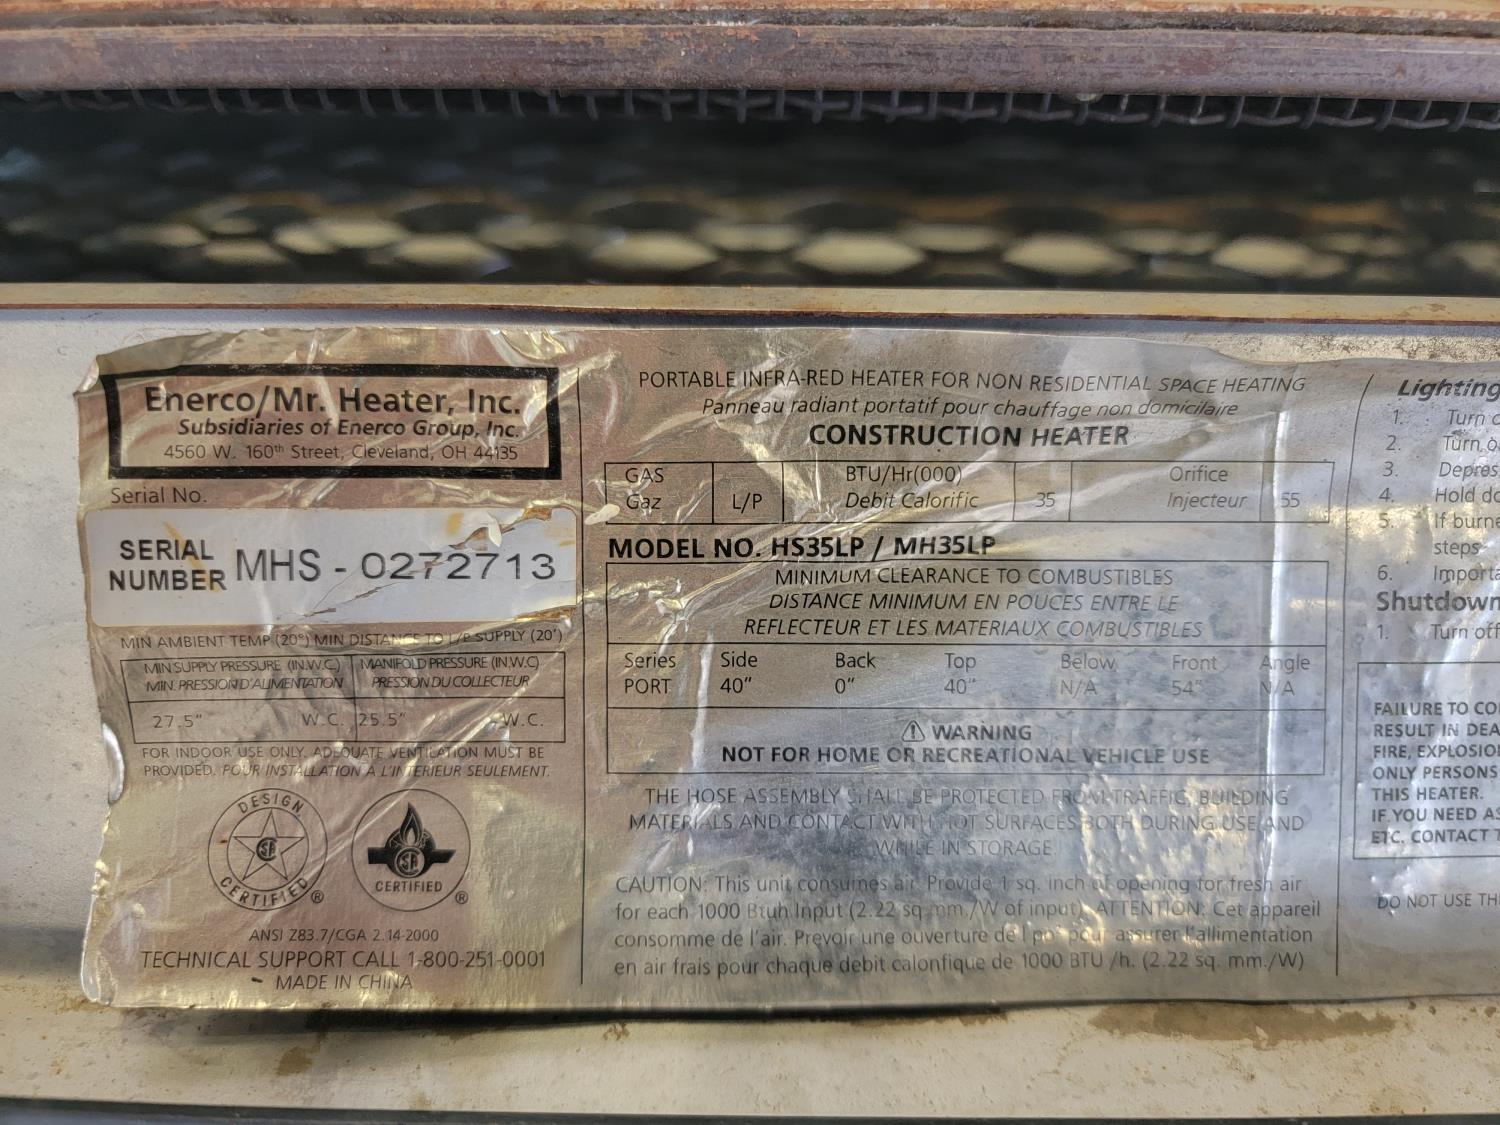 Enerco/Mr. Heater, Inc.
Subsidiaries of Enerco Group, Inc.
4560 W. 160th Street, Cleveland, OH 44135
Serial No.
SERIAL NUMBER MHS - 0272713
MIN AMBIENT TEMP (20°) MIN DISTANCE TO L/P SUPPLY (20')
MIN SUPPLY PRESSURE (IN.W.C.) MANIFOLD PRESSURE (IN.W.C)
MIN. PRESSION D'ALIMENTATION PRESSION DU COLLECTEUR
27.5" W.C. 25.5" W.C.
FOR INDOOR USE ONLY. ADEQUATE VENTILATION MUST BE
PROVIDED. POUR INSTALLATION A L'INTERIEUR SEULEMENT.
DESIGN CERTIFIED ®
CERTIFIED ®
ANSI Z83.7/CGA 2.14-2000
TECHNICAL SUPPORT CALL 1-800-251-0001
MADE IN CHINA
PORTABLE INFRA-RED HEATER FOR NON RESIDENTIAL SPACE HEATING
Panneau radiant portatif pour chauffage non domicilaire
CONSTRUCTION HEATER
GAS BTU/Hr(000) Orifice
Gaz L/P Debit Calorific 35 Injecteur 55
MODEL NO. HS35LP / MH35LP
MINIMUM CLEARANCE TO COMBUSTIBLES
DISTANCE MINIMUM EN POUCES ENTRE LE
REFLECTEUR ET LES MATERIAUX COMBUSTIBLES
Series Side Back Top Below Front Angle
PORT 40" 0" 40" N/A 54" N/A
WARNING
NOT FOR HOME OR RECREATIONAL VEHICLE USE
THE HOSE ASSEMBLY SHALL BE PROTECTED FROM TRAFFIC, BUILDING
MATERIALS AND CONTACT WITH HOT SURFACES BOTH DURING USE AND
WHILE IN STORAGE
CAUTION: This unit consumes air. Provide 1 sq. inch of opening for fresh air
for each 1000 Btuh Input (2.22 sq mm./W of input). ATTENTION: Cet appareil
consomme de l'air. Prevoir une ouverture de l po² pour assurer l'allimentation
en air frais pour chaque debit calonfique de 1000 BTU /h. (2.22 sq. mm./W)
Lighting
1. Turn
2. Turn
3. Depres
4. Hold
5. If burne
steps
6. Importa
Shutdown
1. Turn off
FAILURE TO CO
RESULT IN DEA
FIRE, EXPLOSIO
ONLY PERSONS
THIS HEATER.
IF YOU NEED AS
ETC. CONTACT T
DO NOT USE TH